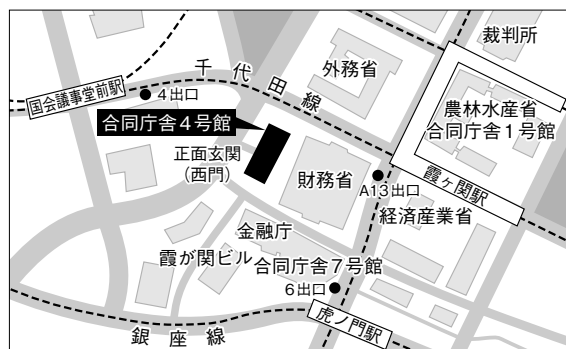 裁判所
外務省
千代田線
国会議事堂前駅
4出口
農林水産省
合同庁舎1号館
合同庁舎4号館
正面玄関
（西門）
財務省
A13出口
霞ヶ関駅
経済産業省
金融庁
霞が関ビル
合同庁舎7号館
6出口
虎ノ門駅
銀座線